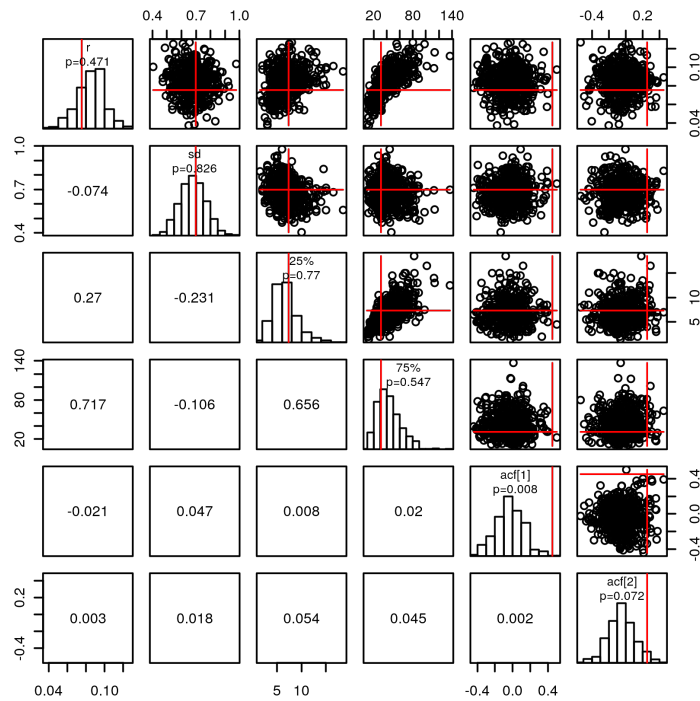 0.4 0.7 1.0
20 80 140
-0.4 0.2
r
p=0.471
0.04 0.10
0.4 0.7 1.0
-0.074
sd
p=0.826
0.27
-0.231
25%
p=0.77
5 10
20 80 140
0.717
-0.106
0.656
75%
p=0.547
-0.021
0.047
0.008
0.02
acf[1]
p=0.008
-0.4 0.0 0.4
-0.4 0.2
0.003
0.018
0.054
0.045
0.002
acf[2]
p=0.072
0.04 0.10
5 10
-0.4 0.0 0.4